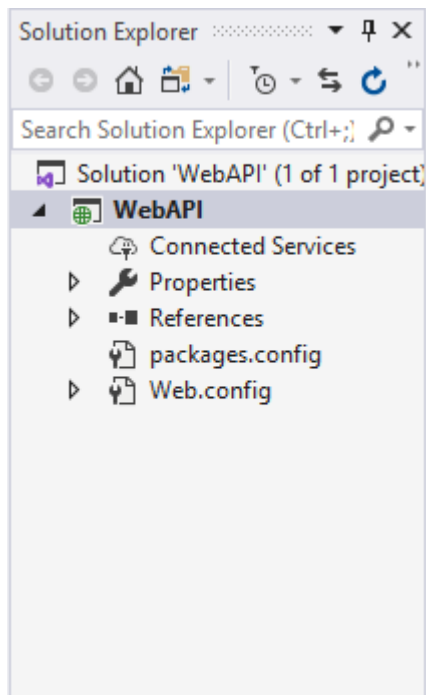 Solution Explorer
Search Solution Explorer (Ctrl+;)
Solution 'WebAPI' (1 of 1 project)
WebAPI
Connected Services
Properties
References
packages.config
Web.config